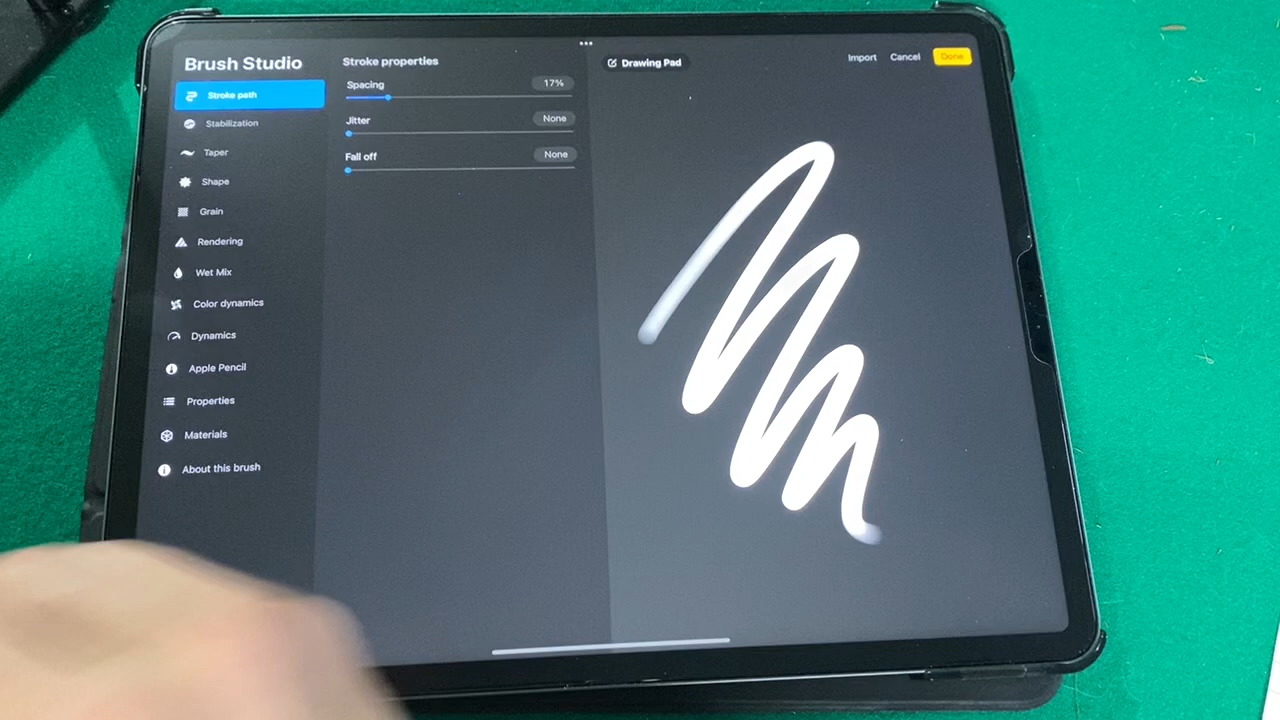 Brush Studio
Stroke path
Stabilization
Taper
Shape
Grain
Rendering
Wet Mix
Color dynamics
Dynamics
Apple Pencil
Properties
Materials
About this brush
Stroke properties
Spacing 17%
Jitter None
Fall off None
Drawing Pad
Import Cancel Done